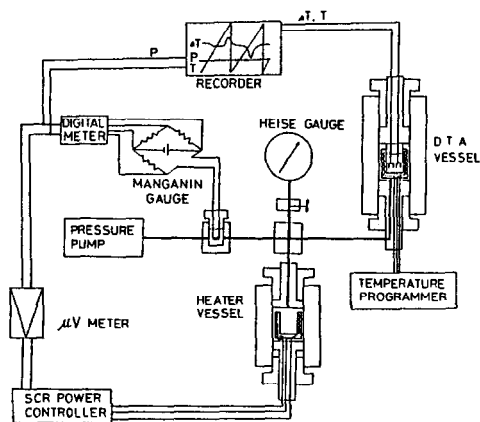 ΔT, T
P
ΔT
P
T
RECORDER
DIGITAL
METER
HEISE GAUGE
DTA
VESSEL
MANGANIN
GAUGE
PRESSURE
PUMP
TEMPERATURE
PROGRAMMER
HEATER
VESSEL
μV METER
SCR POWER
CONTROLLER